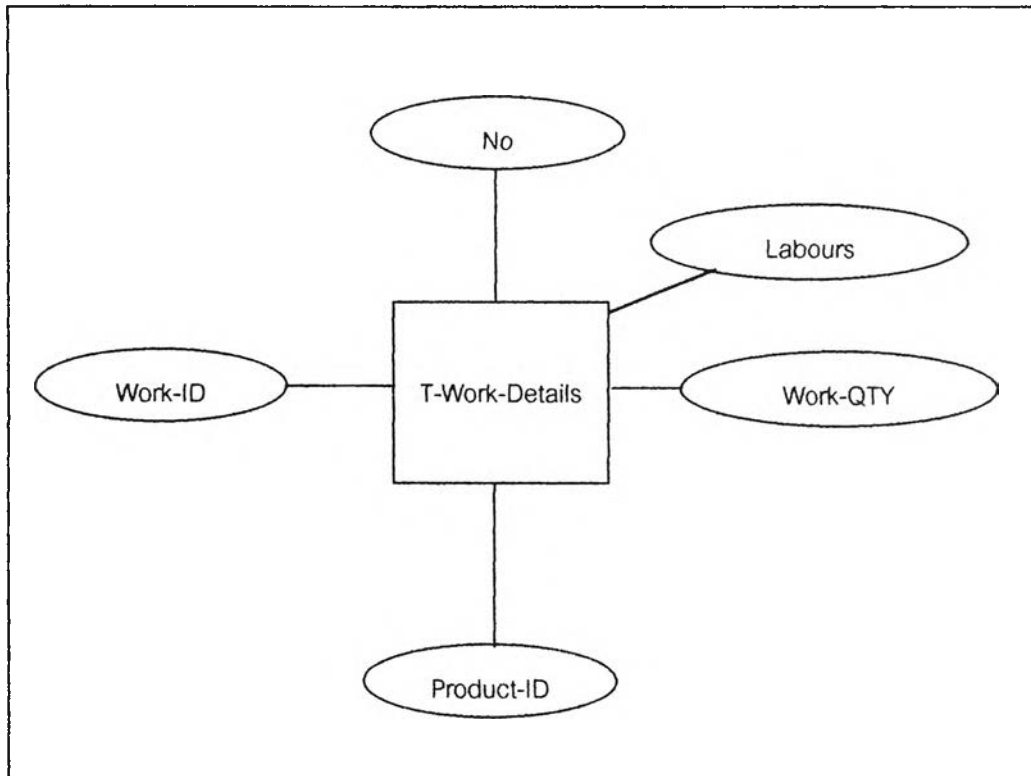 No
Labours
Work-ID
T-Work-Details
Work-QTY
Product-ID